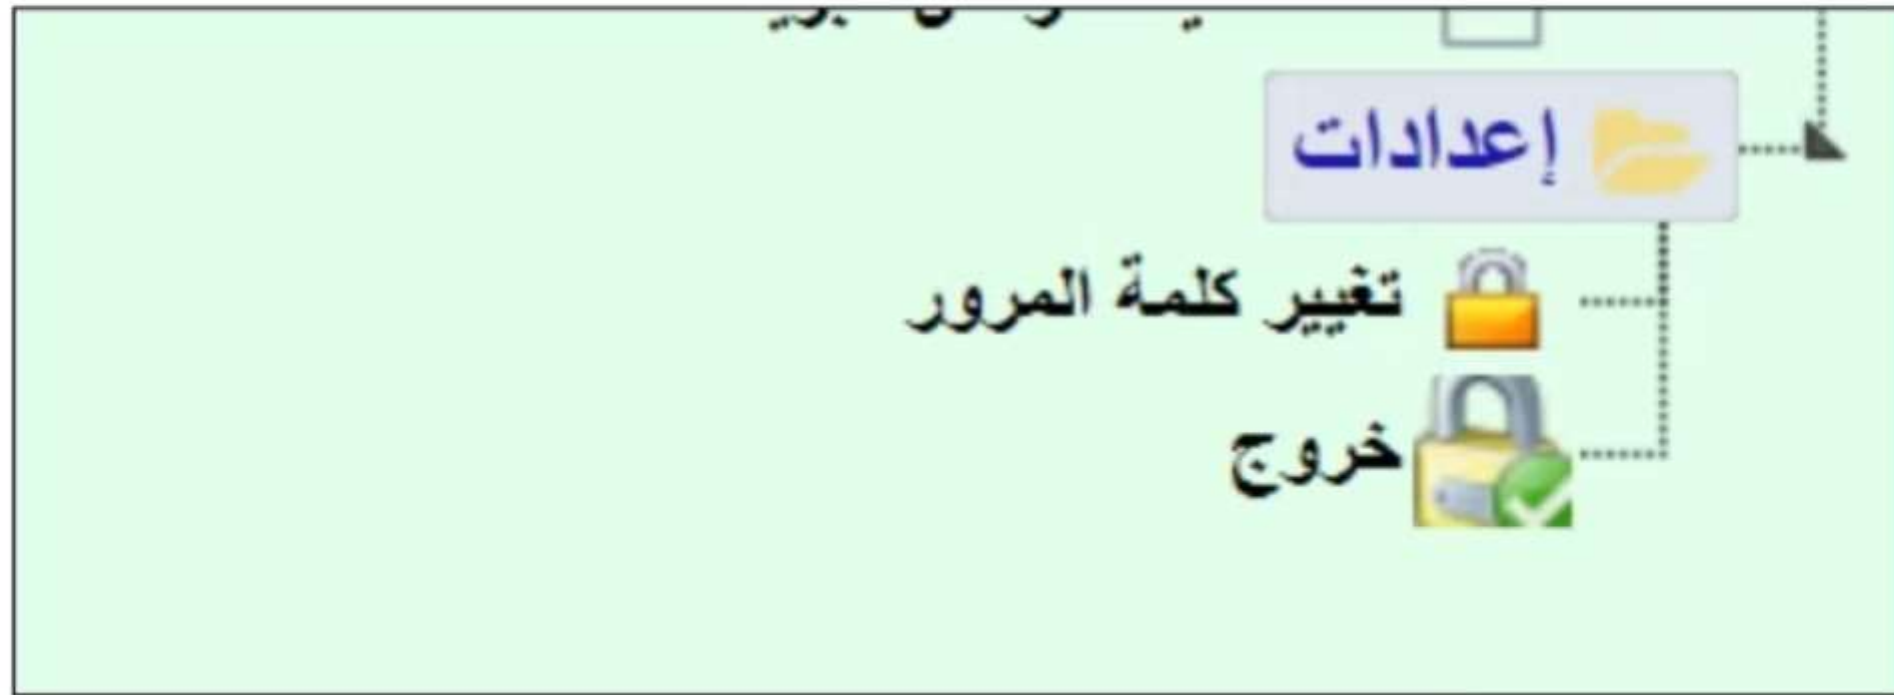 إعدادات
تغيير كلمة المرور
خروج